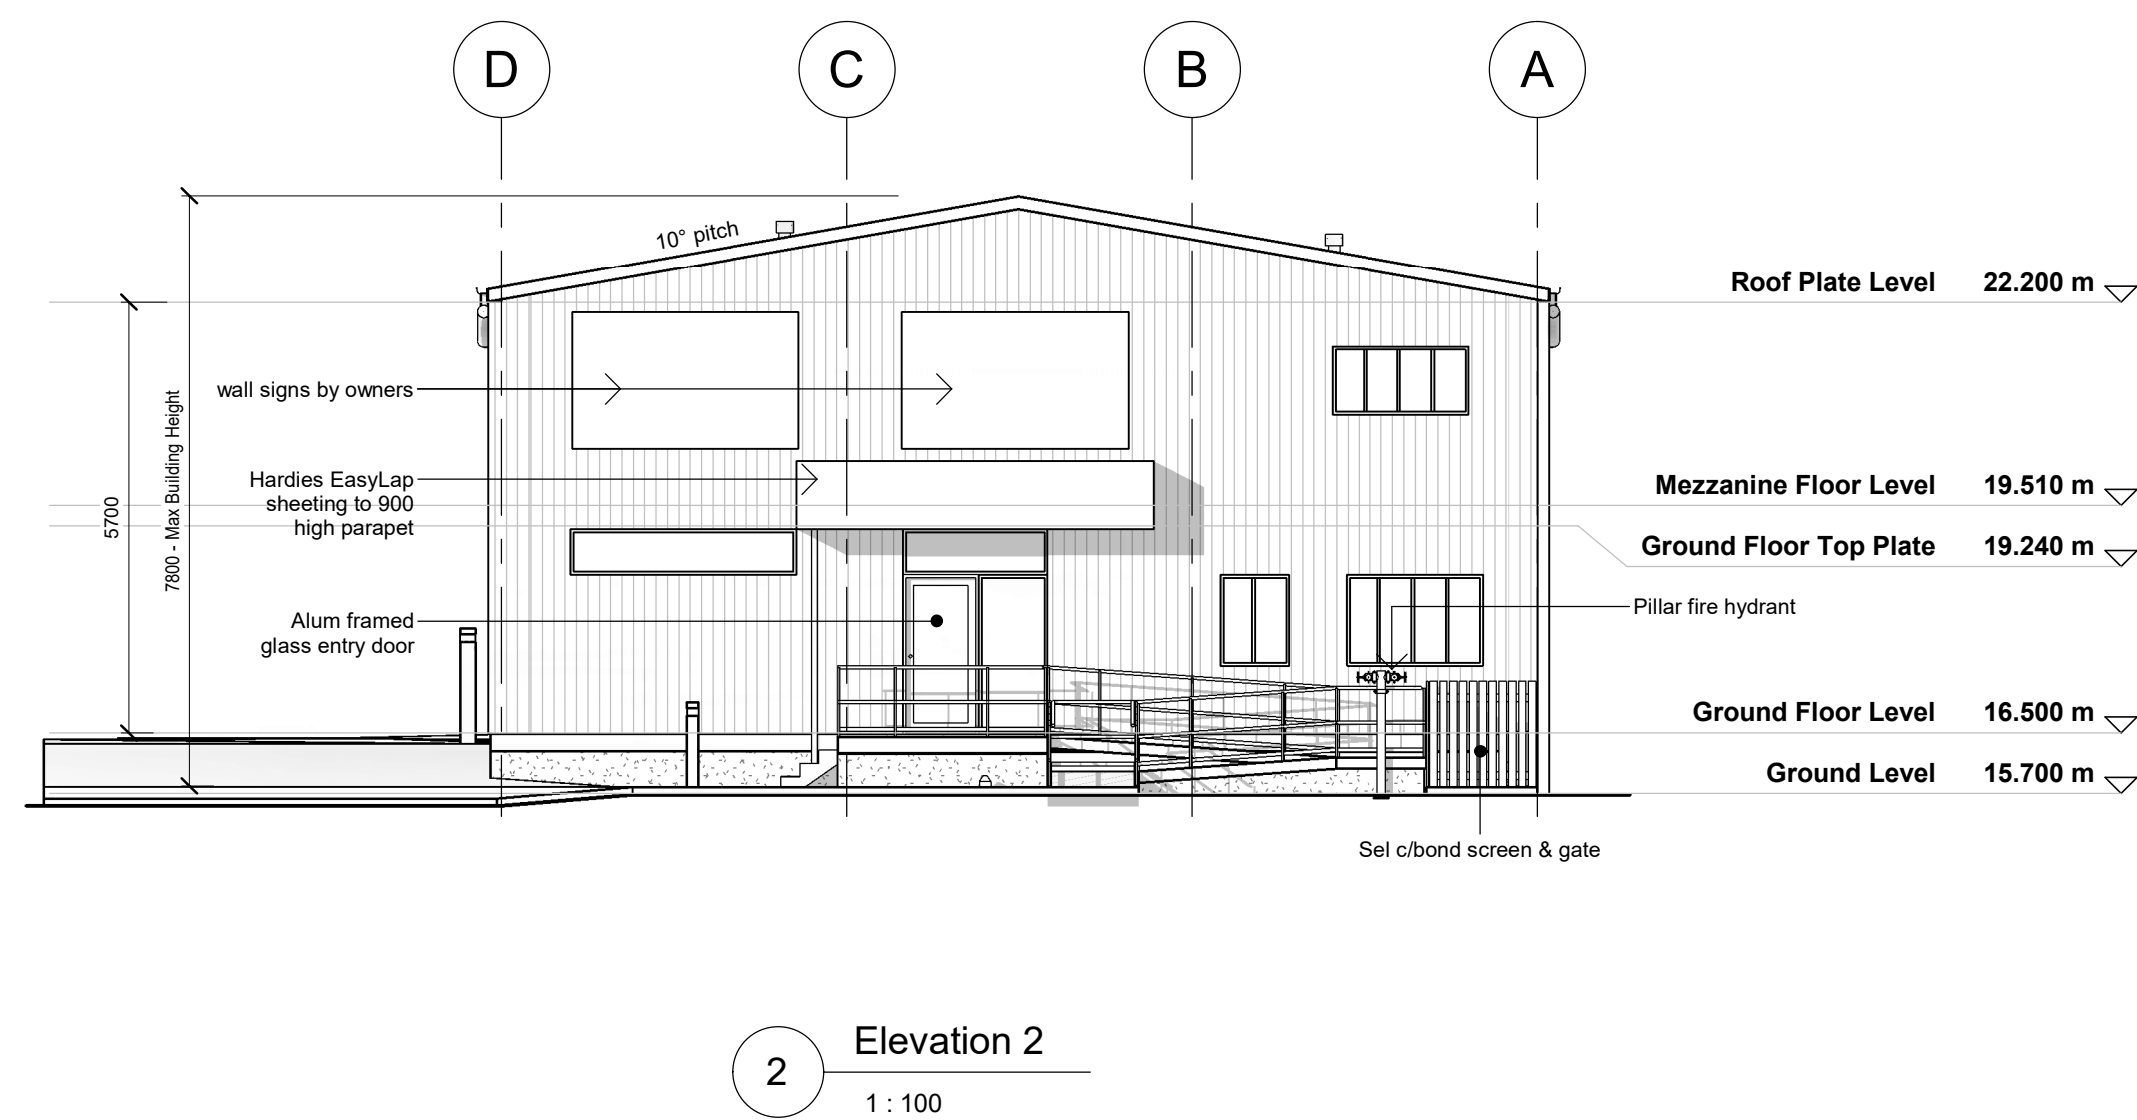 D
C
B
A
10° pitch
Roof Plate Level 22.200 m
wall signs by owners
7800 - Max Building Height
5700
Hardies EasyLap
sheeting to 900
high parapet
Mezzanine Floor Level 19.510 m
Ground Floor Top Plate 19.240 m
Alum framed
glass entry door
Pillar fire hydrant
Ground Floor Level 16.500 m
Ground Level 15.700 m
Sel c/bond screen & gate
2
Elevation 2
1 : 100